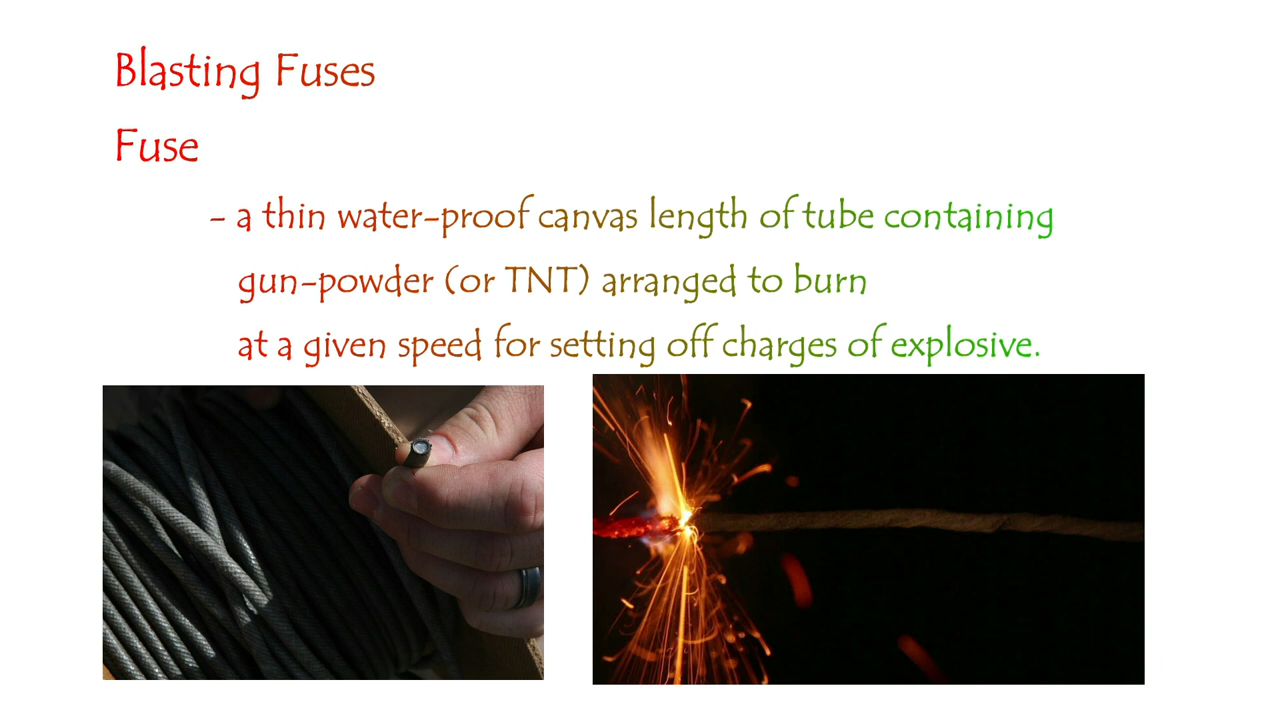 Blasting Fuses
Fuse
- a thin water-proof canvas length of tube containing
gun-powder (or TNT) arranged to burn
at a given speed for setting off charges of explosive.